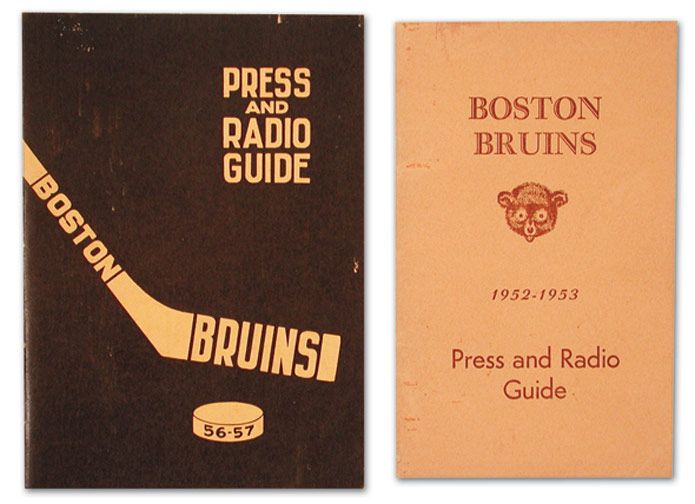 PRESS
AND
RADIO
GUIDE
BOSTON
BRUINS
56-57
BOSTON
BRUINS
1952-1953
Press and Radio
Guide